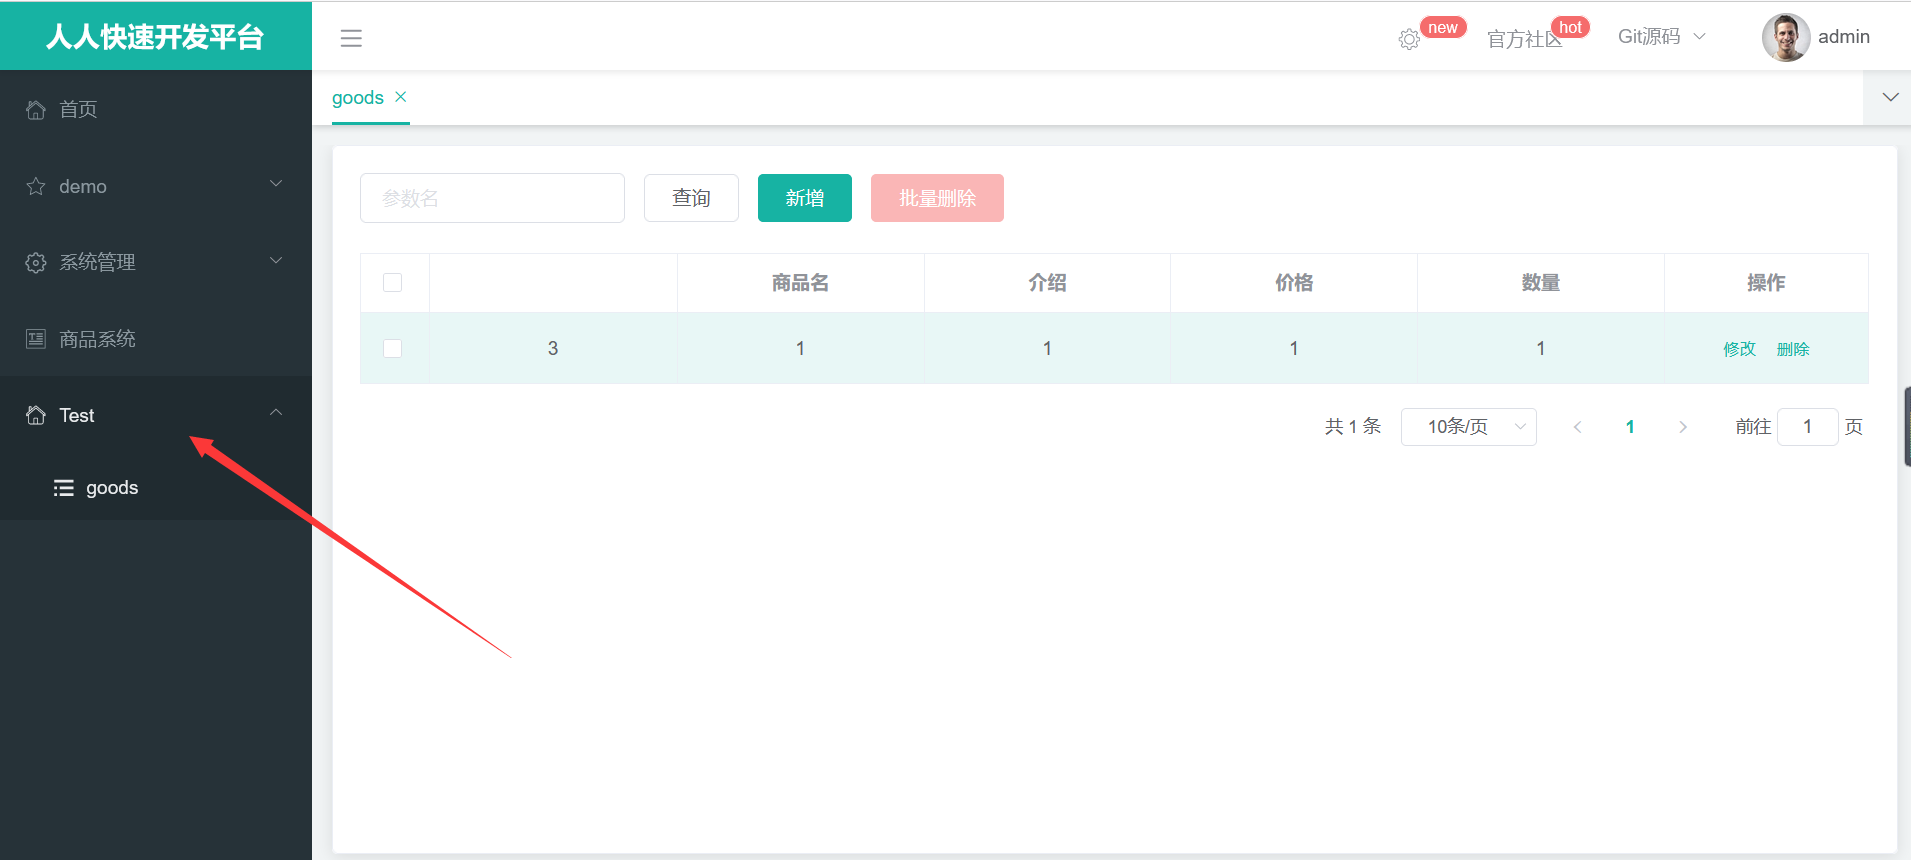 人人快速开发平台
new
官方社区
hot
Git源码
admin
首页
demo
系统管理
商品系统
Test
goods
goods
参数名
查询
新增
批量删除
商品名
介绍
价格
数量
操作
3
1
1
1
1
修改
删除
共 1 条
10条/页
1
前往
1
页